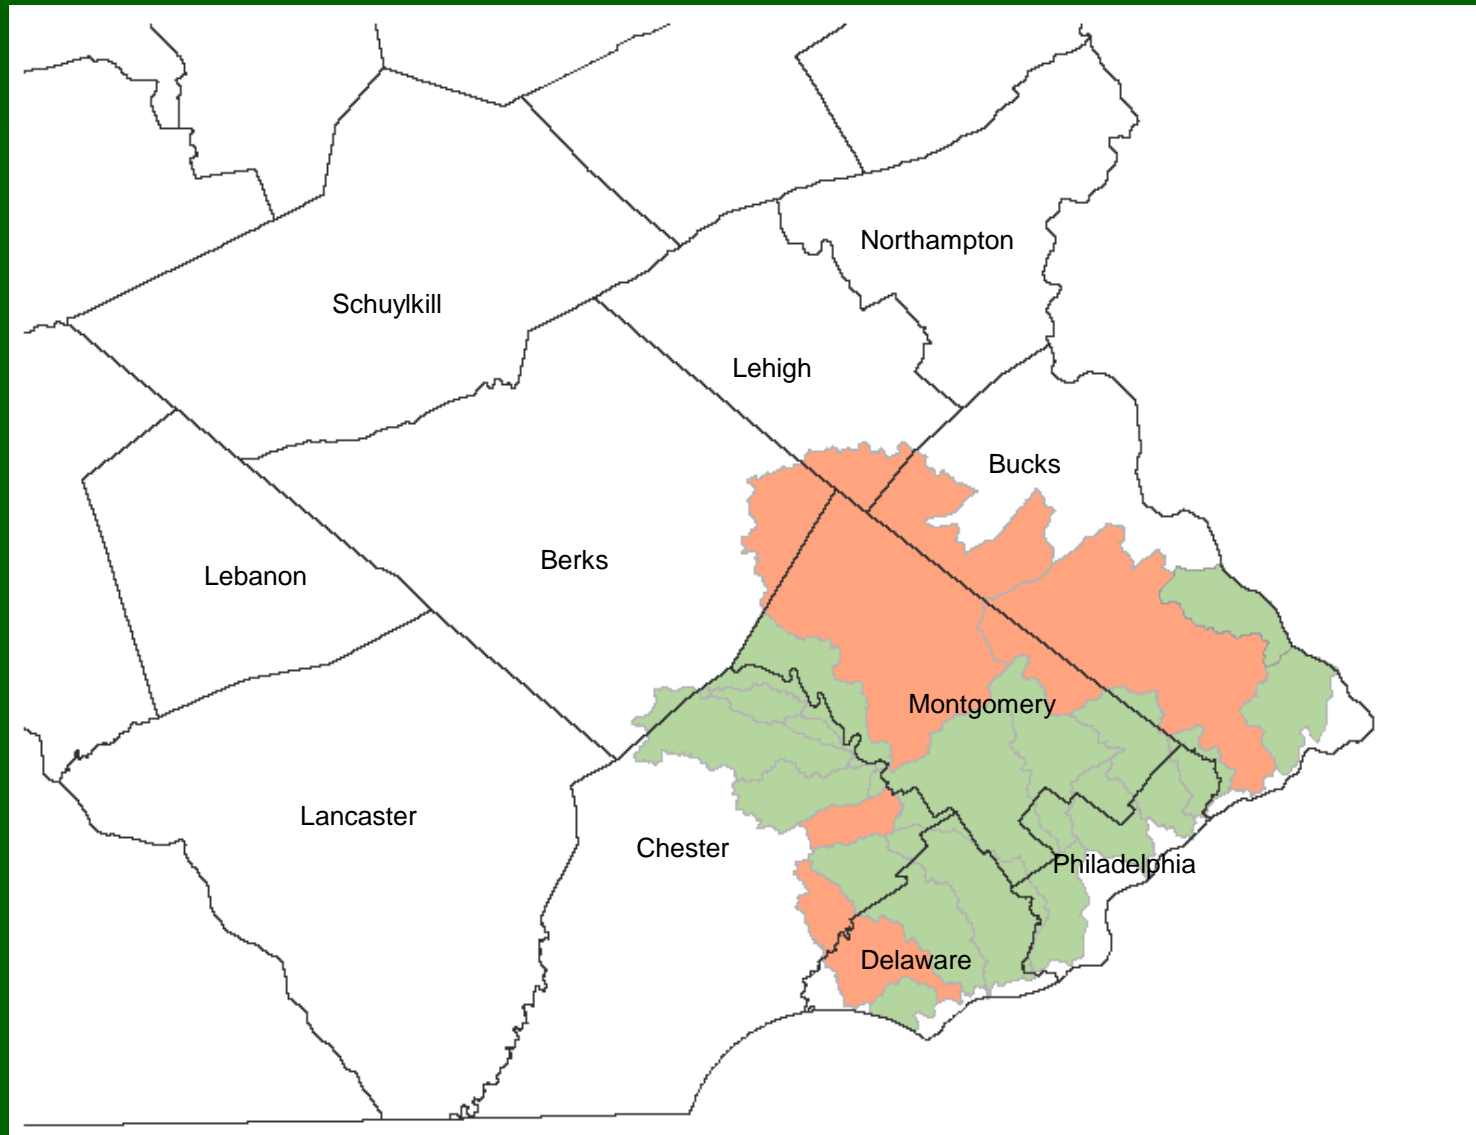 Northampton
Schuylkill
Lehigh
Bucks
Berks
Lebanon
Montgomery
Lancaster
Chester
Philadelphia
Delaware